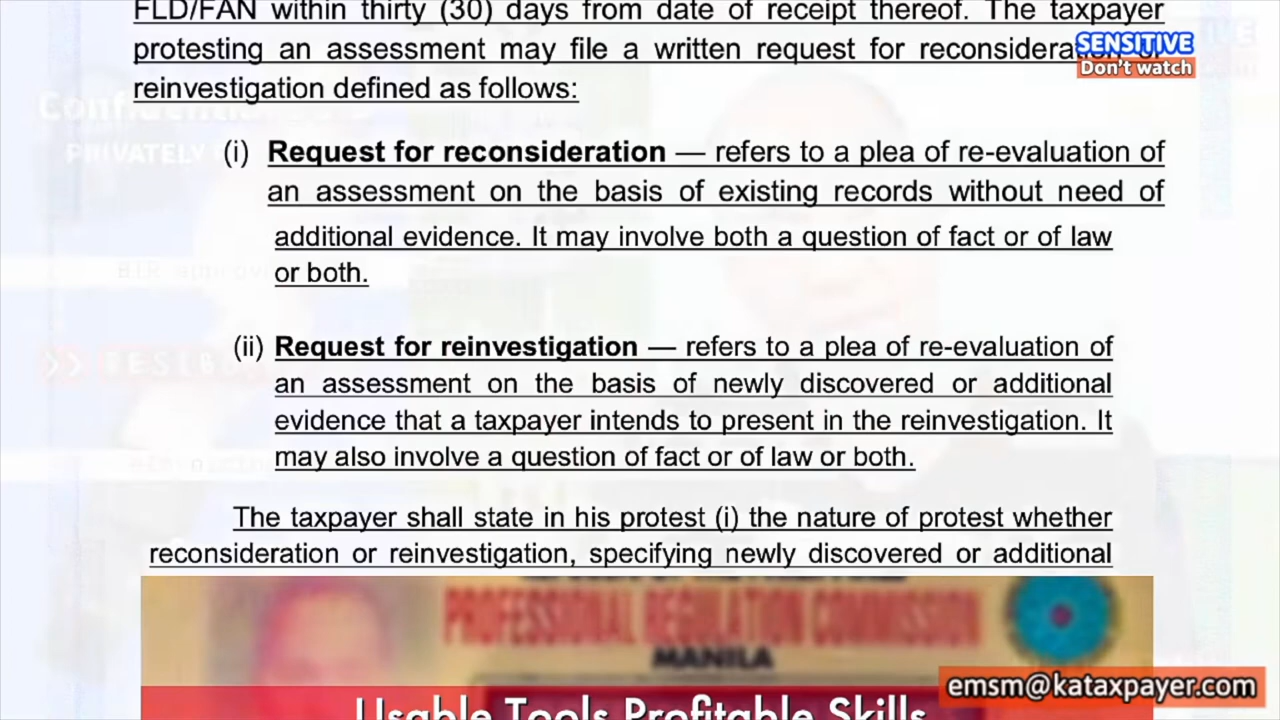 FLD/FAN within thirty (30) days from date of receipt thereof. The taxpayer
protesting an assessment may file a written request for
SENSITIVE
Don't watch
reinvestigation defined as follows:
(i) Request for reconsideration — refers to a plea of re-evaluation of
an assessment on the basis of existing records without need of
additional evidence. It may involve both a question of fact or of law
or both.
(ii) Request for reinvestigation — refers to a plea of re-evaluation of
an assessment on the basis of newly discovered or additional
evidence that a taxpayer intends to present in the reinvestigation. It
may also involve a question of fact or of law or both.
The taxpayer shall state in his protest (i) the nature of protest whether
reconsideration or reinvestigation, specifying newly discovered or additional
PROFESSIONAL REGULATION COMMISSION
MANILA
emsm@kataxpayer.com
Usable Tools Profitable Skills